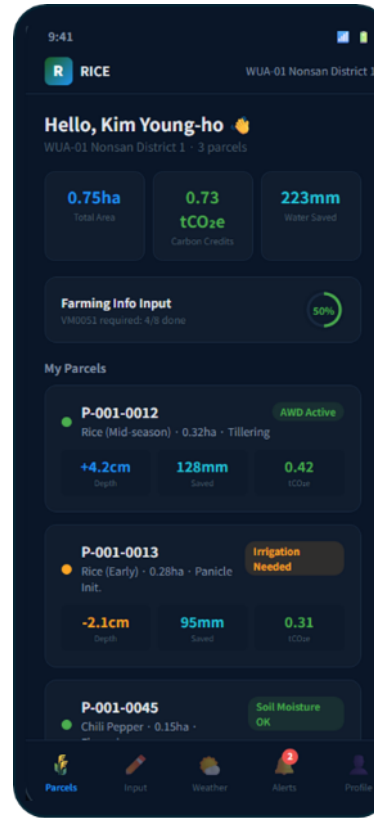 9:41
R RICE WUA-01 Nonsan District 1
Hello, Kim Young-ho 👋
WUA-01 Nonsan District 1 · 3 parcels
0.75ha 0.73 223mm
tCO₂e
Total Area Carbon Credits Water Saved
Farming Info Input
VM0051 required: 4/8 done
50%
My Parcels
P-001-0012 AWD Active
Rice (Mid-season) · 0.32ha · Tillering
+4.2cm 128mm 0.42
Depth Saved tCO₂e
P-001-0013 Irrigation
Needed
Rice (Early) · 0.28ha · Panicle
Init.
-2.1cm 95mm 0.31
Depth Saved tCO₂e
P-001-0045 Soil Moisture
OK
Chili Pepper · 0.15ha ·
2
Parcels Input Weather Alerts Profile